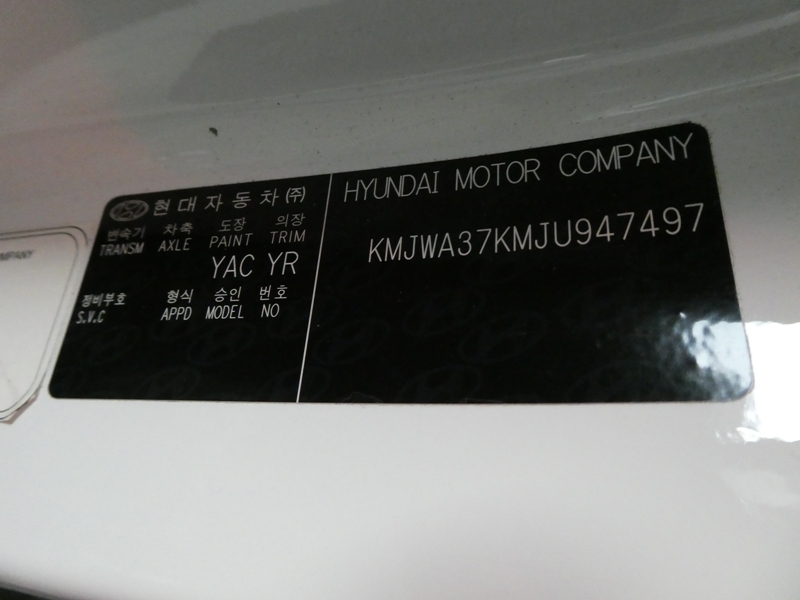 현대자동차㈜
변속기 차축 도장 의장
TRANSM AXLE PAINT TRIM
YAC YR
정비부호 형식 승인 번호
S.V.C APPD MODEL NO
HYUNDAI MOTOR COMPANY
KMJWA37KMJU947497
MPANY